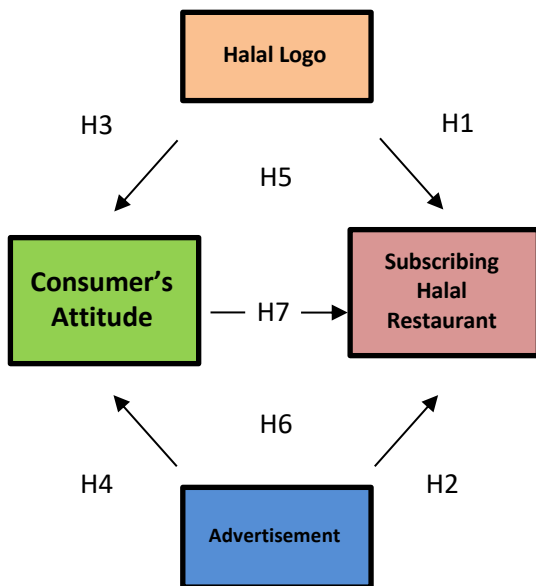 Halal Logo
H3
H1
H5
Consumer’s
Attitude
H7
Subscribing
Halal
Restaurant
H6
H4
H2
Advertisement